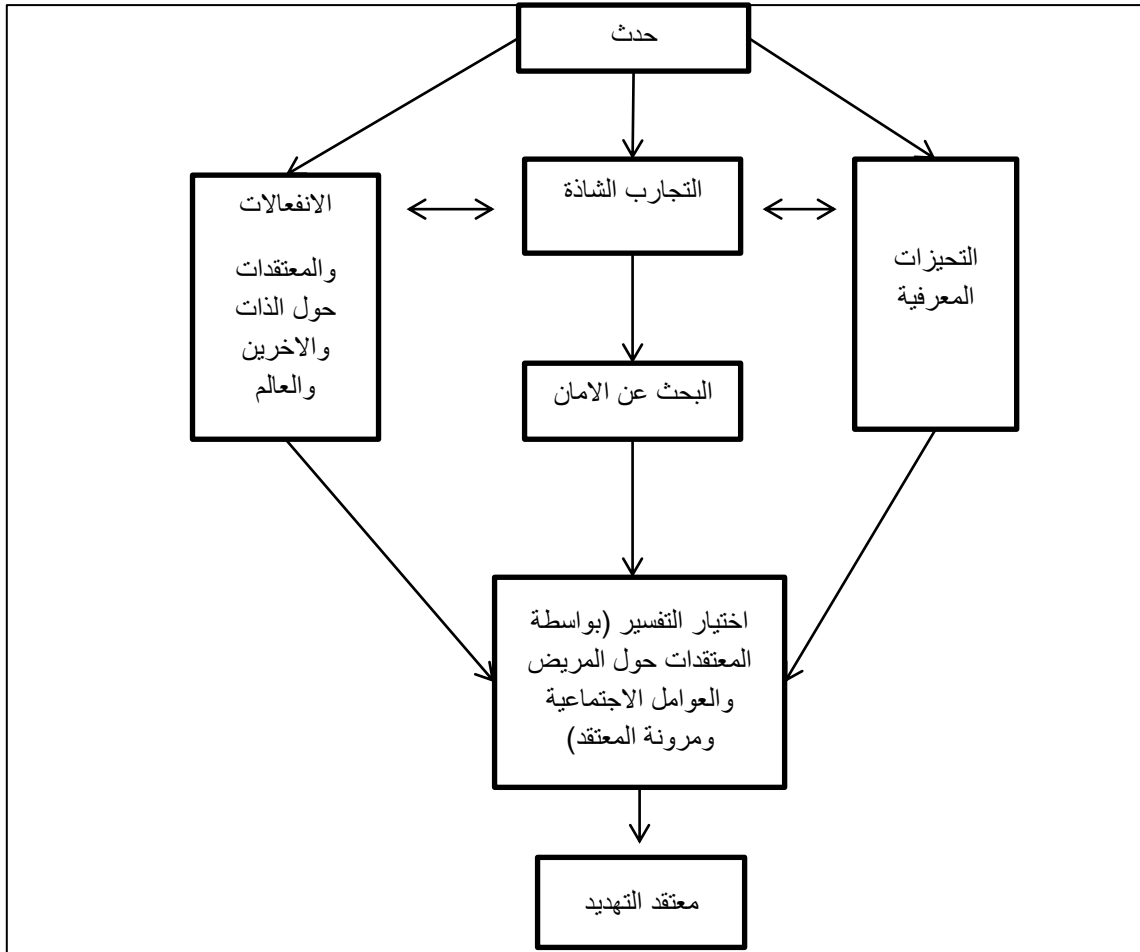 حدث
الانفعالات
والمعتقدات
حول الذات
والاخرين
والعالم
التجارب الشاذة
التحيزات
المعرفية
البحث عن الامان
اختيار التفسير (بواسطة
المعتقدات حول المريض
والعوامل الاجتماعية
ومرونة المعتقد)
معتقد التهديد